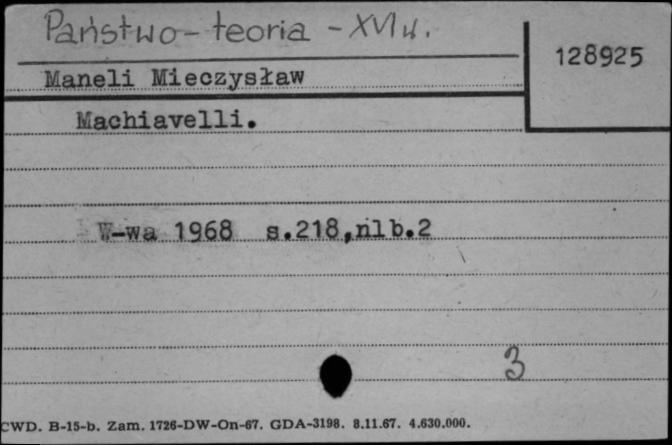 Państwo - teoria - XVI w.
128925
Maneli Mieczysław
Machiavelli.
W-wa 1968 s.218,nlb.2
3
CWD. B-15-b. Zam. 1726-DW-On-67. GDA-3198. 8.11.67. 4.630.000.